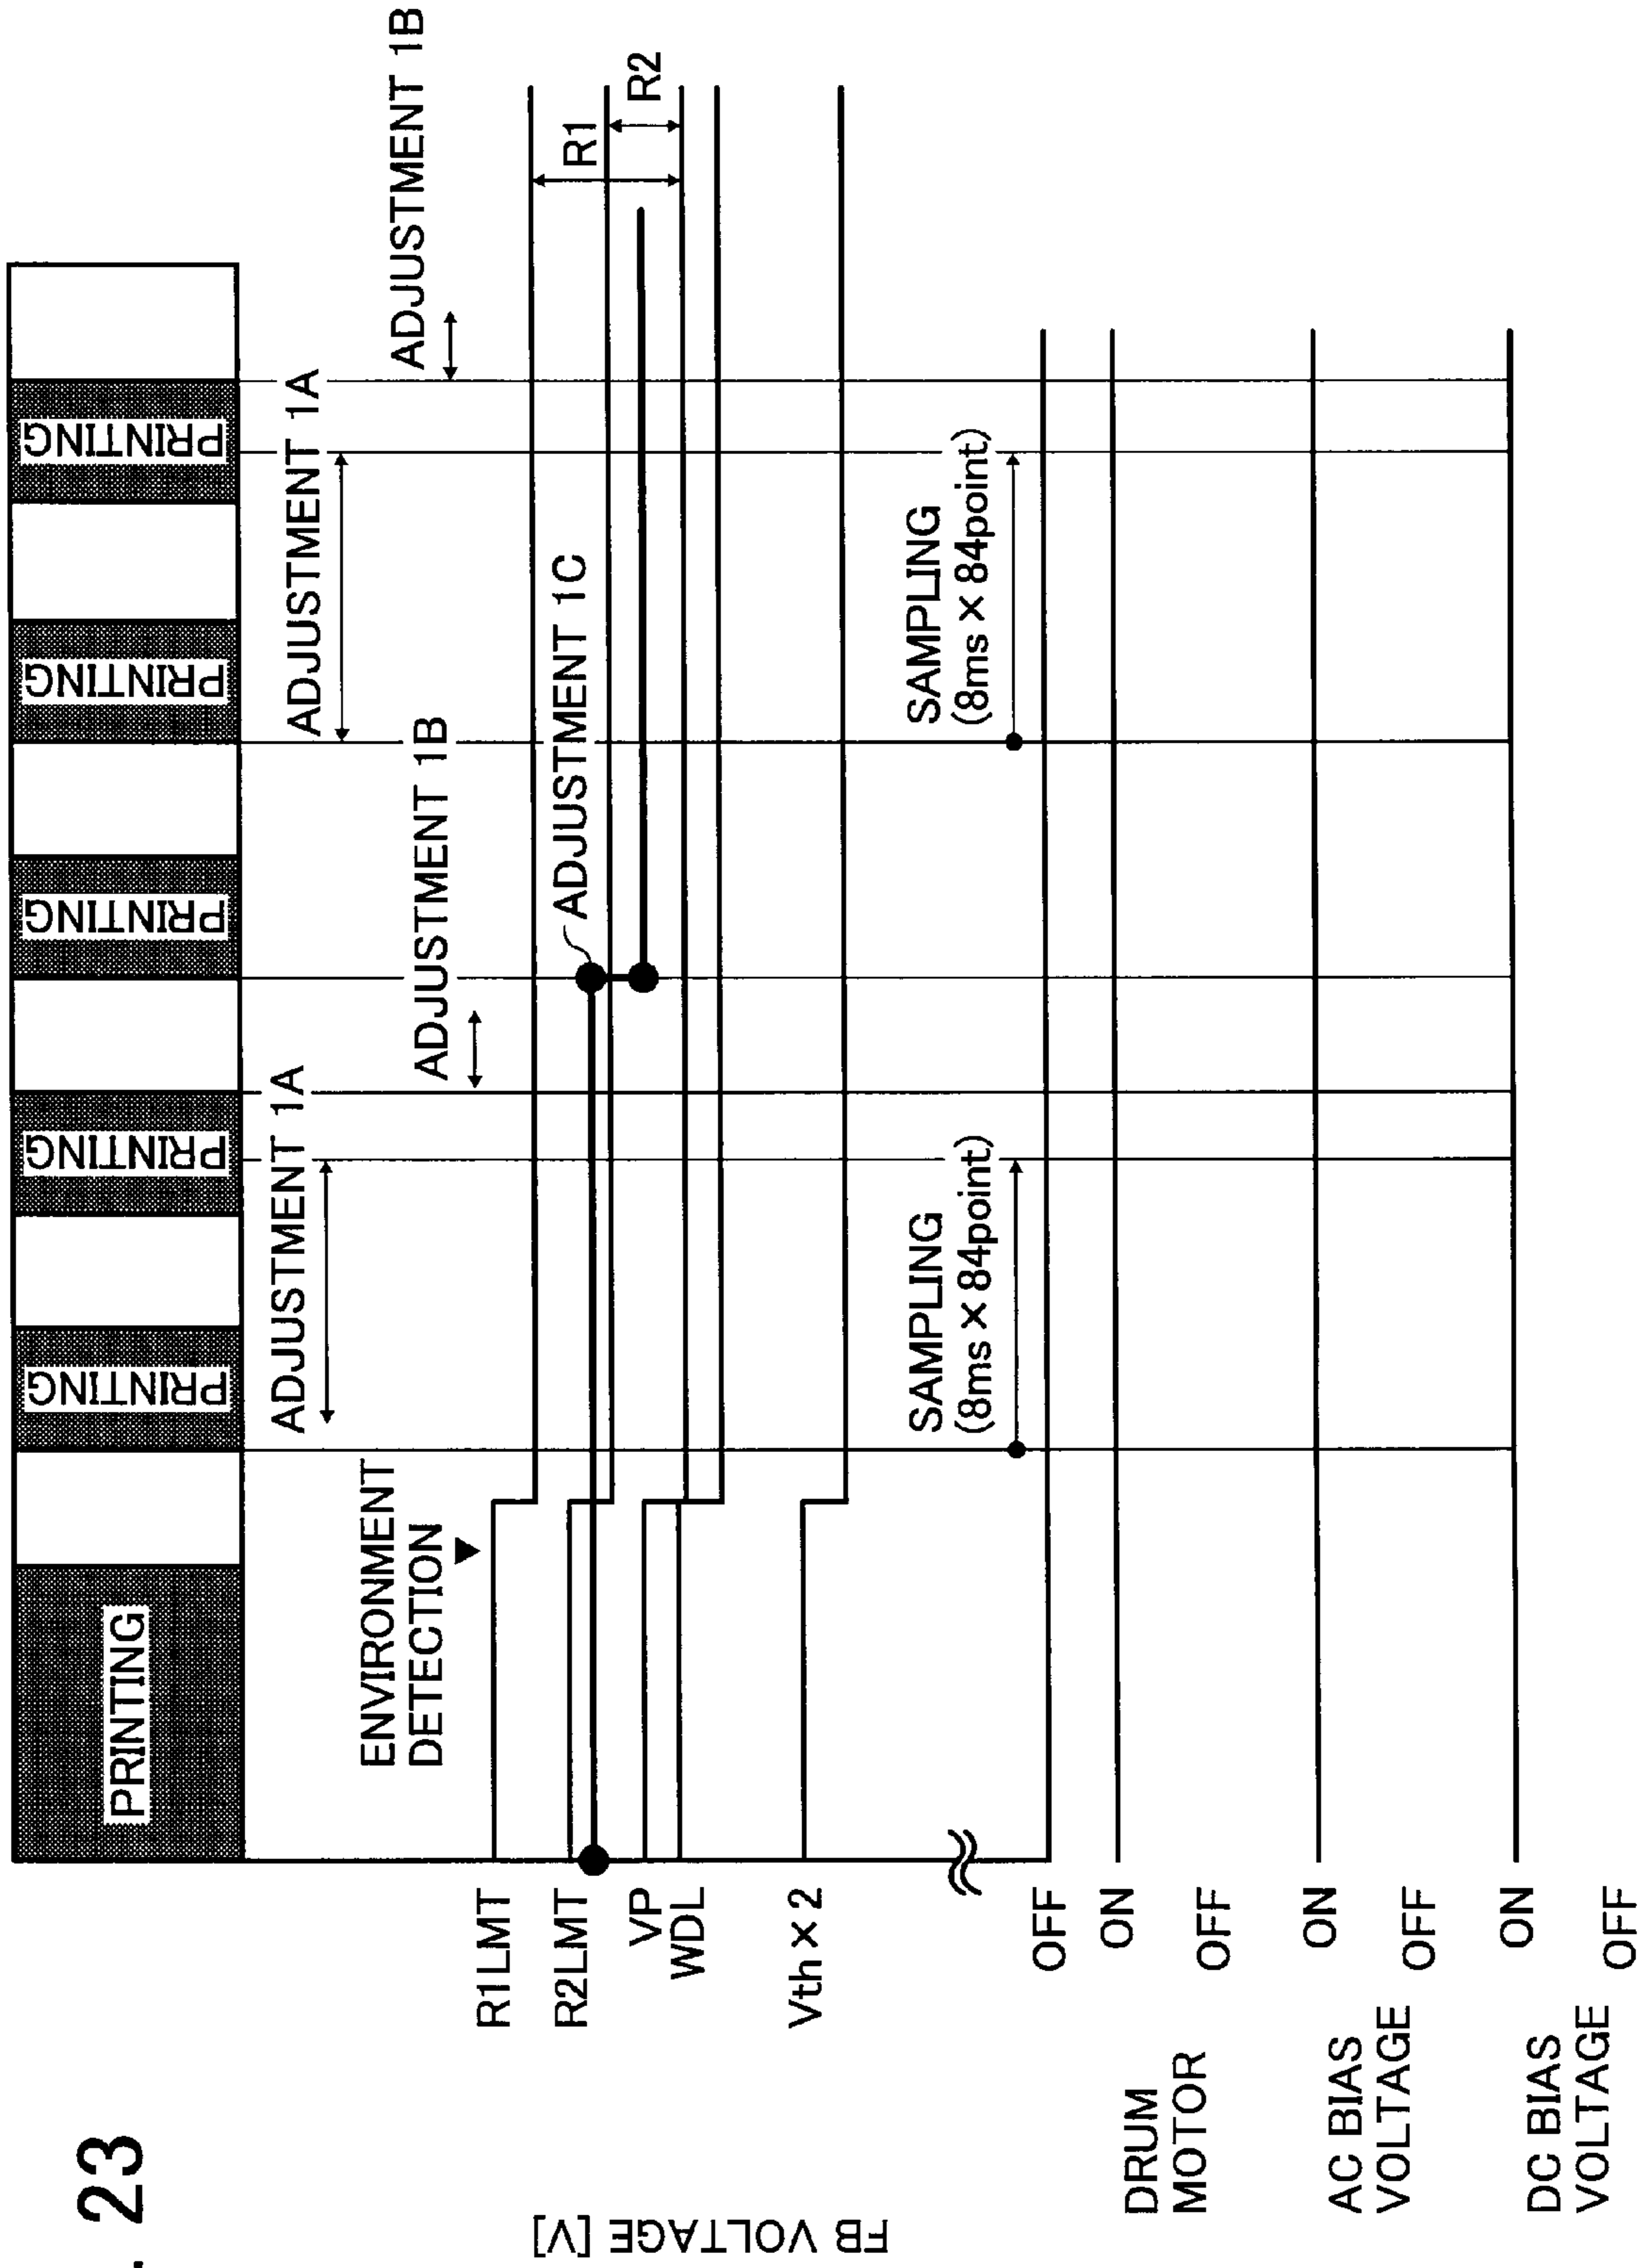 . 23
PRINTING
PRINTING
PRINTING
PRINTING
PRINTING
PRINTING
ADJUSTMENT 1A
ADJUSTMENT 1A
ADJUSTMENT 1B
ADJUSTMENT 1B
ENVIRONMENT
DETECTION
ADJUSTMENT 1C
R1
R2
FB VOLTAGE [V]
R1LMT
R2LMT
VP
WDL
Vth×2
OFF
SAMPLING
(8ms×84point)
SAMPLING
(8ms×84point)
DRUM
MOTOR
ON
OFF
AC BIAS
VOLTAGE
ON
OFF
DC BIAS
VOLTAGE
ON
OFF